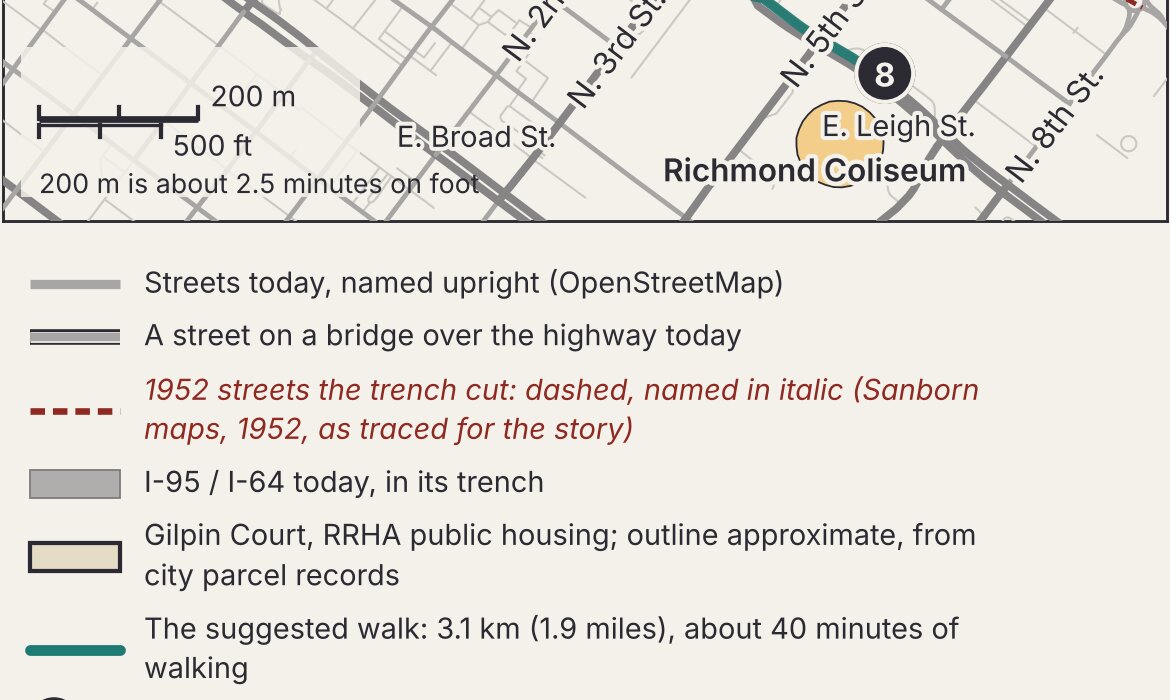 N. 2n
N. 3rd St.
N. 5th S
8
N. 8th St.
200 m
500 ft
200 m is about 2.5 minutes on foot
E. Broad St.
E. Leigh St.
Richmond Coliseum
Streets today, named upright (OpenStreetMap)
A street on a bridge over the highway today
1952 streets the trench cut: dashed, named in italic (Sanborn
maps, 1952, as traced for the story)
I-95 / I-64 today, in its trench
Gilpin Court, RRHA public housing; outline approximate, from
city parcel records
The suggested walk: 3.1 km (1.9 miles), about 40 minutes of
walking